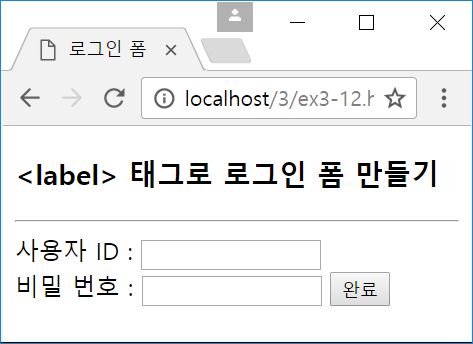 로그인 폼
localhost/3/ex3-12.h
<label> 태그로 로그인 폼 만들기
사용자 ID :
비밀 번호 : 완료